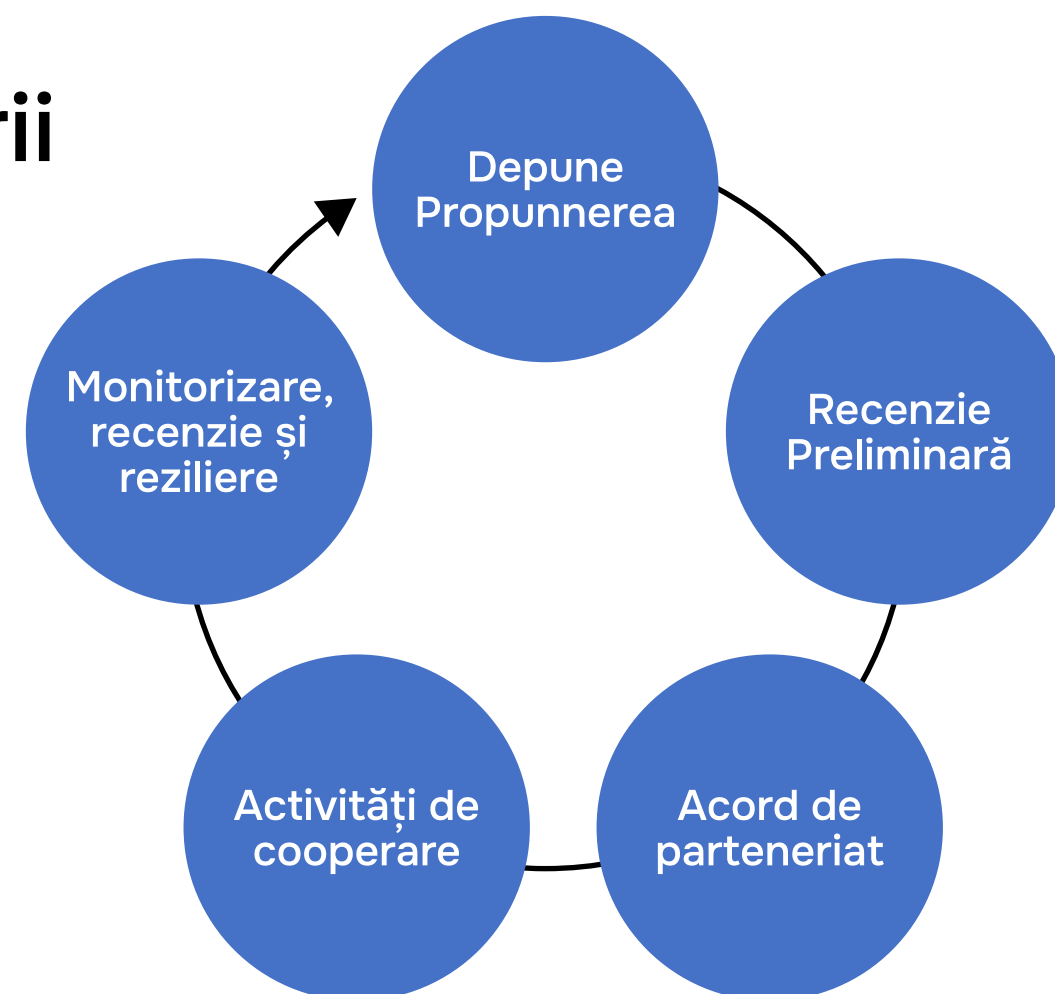 rii
Depune
Propunnerea
Recenzie
Preliminară
Acord de
parteneriat
Activități de
cooperare
Monitorizare,
recenzie și
reziliere